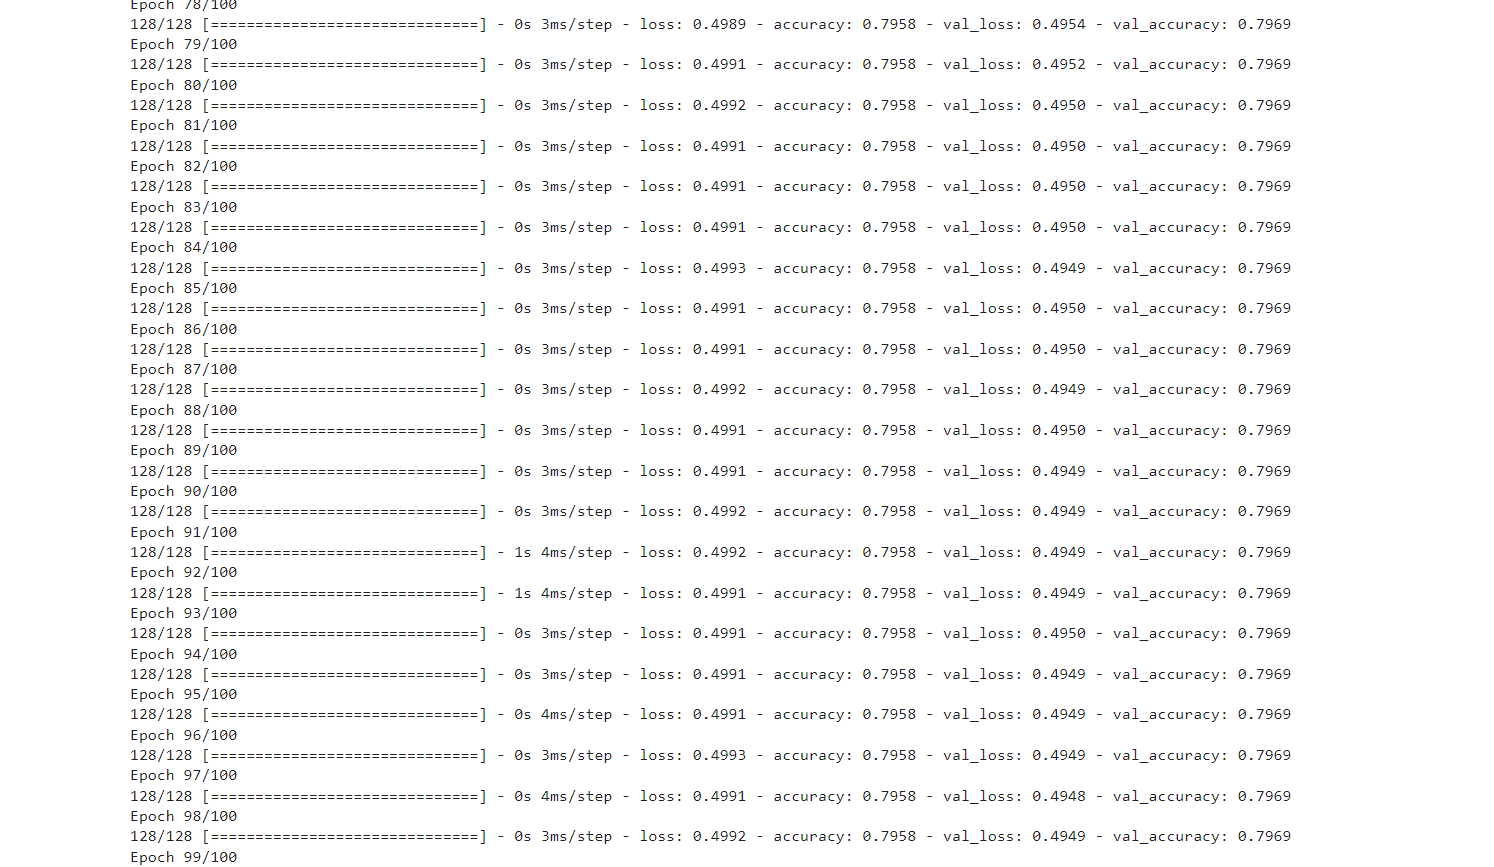 Epoch 78/100
128/128 [==============================] - 0s 3ms/step - loss: 0.4989 - accuracy: 0.7958 - val_loss: 0.4954 - val_accuracy: 0.7969
Epoch 79/100
128/128 [==============================] - 0s 3ms/step - loss: 0.4991 - accuracy: 0.7958 - val_loss: 0.4952 - val_accuracy: 0.7969
Epoch 80/100
128/128 [==============================] - 0s 3ms/step - loss: 0.4992 - accuracy: 0.7958 - val_loss: 0.4950 - val_accuracy: 0.7969
Epoch 81/100
128/128 [==============================] - 0s 3ms/step - loss: 0.4991 - accuracy: 0.7958 - val_loss: 0.4950 - val_accuracy: 0.7969
Epoch 82/100
128/128 [==============================] - 0s 3ms/step - loss: 0.4991 - accuracy: 0.7958 - val_loss: 0.4950 - val_accuracy: 0.7969
Epoch 83/100
128/128 [==============================] - 0s 3ms/step - loss: 0.4991 - accuracy: 0.7958 - val_loss: 0.4950 - val_accuracy: 0.7969
Epoch 84/100
128/128 [==============================] - 0s 3ms/step - loss: 0.4993 - accuracy: 0.7958 - val_loss: 0.4949 - val_accuracy: 0.7969
Epoch 85/100
128/128 [==============================] - 0s 3ms/step - loss: 0.4991 - accuracy: 0.7958 - val_loss: 0.4950 - val_accuracy: 0.7969
Epoch 86/100
128/128 [==============================] - 0s 3ms/step - loss: 0.4991 - accuracy: 0.7958 - val_loss: 0.4950 - val_accuracy: 0.7969
Epoch 87/100
128/128 [==============================] - 0s 3ms/step - loss: 0.4992 - accuracy: 0.7958 - val_loss: 0.4949 - val_accuracy: 0.7969
Epoch 88/100
128/128 [==============================] - 0s 3ms/step - loss: 0.4991 - accuracy: 0.7958 - val_loss: 0.4950 - val_accuracy: 0.7969
Epoch 89/100
128/128 [==============================] - 0s 3ms/step - loss: 0.4991 - accuracy: 0.7958 - val_loss: 0.4949 - val_accuracy: 0.7969
Epoch 90/100
128/128 [==============================] - 0s 3ms/step - loss: 0.4992 - accuracy: 0.7958 - val_loss: 0.4949 - val_accuracy: 0.7969
Epoch 91/100
128/128 [==============================] - 1s 4ms/step - loss: 0.4992 - accuracy: 0.7958 - val_loss: 0.4949 - val_accuracy: 0.7969
Epoch 92/100
128/128 [==============================] - 1s 4ms/step - loss: 0.4991 - accuracy: 0.7958 - val_loss: 0.4949 - val_accuracy: 0.7969
Epoch 93/100
128/128 [==============================] - 0s 3ms/step - loss: 0.4991 - accuracy: 0.7958 - val_loss: 0.4950 - val_accuracy: 0.7969
Epoch 94/100
128/128 [==============================] - 0s 3ms/step - loss: 0.4991 - accuracy: 0.7958 - val_loss: 0.4949 - val_accuracy: 0.7969
Epoch 95/100
128/128 [==============================] - 0s 4ms/step - loss: 0.4991 - accuracy: 0.7958 - val_loss: 0.4949 - val_accuracy: 0.7969
Epoch 96/100
128/128 [==============================] - 0s 3ms/step - loss: 0.4993 - accuracy: 0.7958 - val_loss: 0.4949 - val_accuracy: 0.7969
Epoch 97/100
128/128 [==============================] - 0s 4ms/step - loss: 0.4991 - accuracy: 0.7958 - val_loss: 0.4948 - val_accuracy: 0.7969
Epoch 98/100
128/128 [==============================] - 0s 3ms/step - loss: 0.4992 - accuracy: 0.7958 - val_loss: 0.4949 - val_accuracy: 0.7969
Epoch 99/100